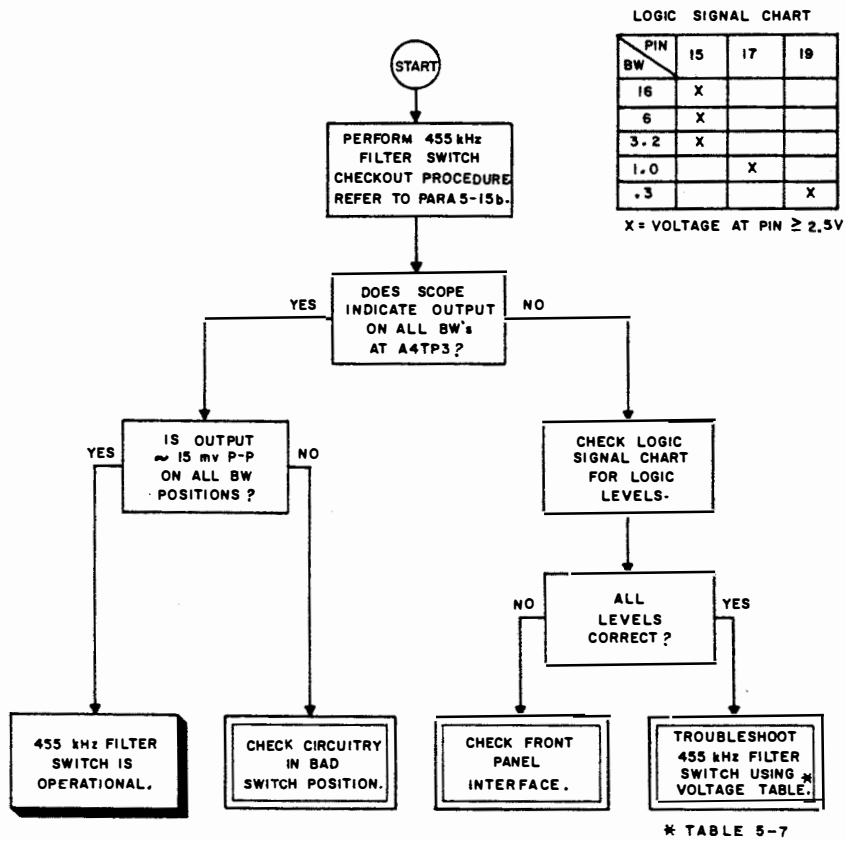 LOGIC SIGNAL CHART
PIN
BW
15 17 19
16 X
6 X
3.2 X
1.0 X
.3 X
X = VOLTAGE AT PIN ≥ 2.5V
START
PERFORM 455 kHz
FILTER SWITCH
CHECKOUT PROCEDURE
REFER TO PARA 5-15b.
DOES SCOPE
INDICATE OUTPUT
ON ALL BW's
AT A4TP3?
YES
NO
IS OUTPUT
~ 15 mv P-P
ON ALL BW
POSITIONS?
YES
NO
CHECK LOGIC
SIGNAL CHART
FOR LOGIC
LEVELS.
ALL
LEVELS
CORRECT?
NO
YES
455 kHz FILTER
SWITCH IS
OPERATIONAL.
CHECK CIRCUITRY
IN BAD
SWITCH POSITION.
CHECK FRONT
PANEL
INTERFACE.
TROUBLESHOOT
455 kHz FILTER
SWITCH USING *
VOLTAGE TABLE.
* TABLE 5-7